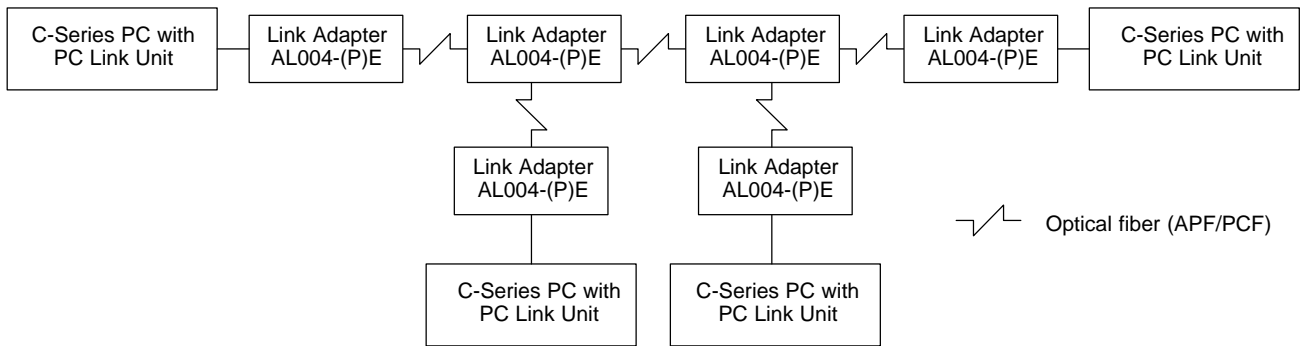 C-Series PC with
PC Link Unit
Link Adapter
AL004-(P)E
Link Adapter
AL004-(P)E
Link Adapter
AL004-(P)E
Link Adapter
AL004-(P)E
C-Series PC with
PC Link Unit
Link Adapter
AL004-(P)E
Link Adapter
AL004-(P)E
Optical fiber (APF/PCF)
C-Series PC with
PC Link Unit
C-Series PC with
PC Link Unit